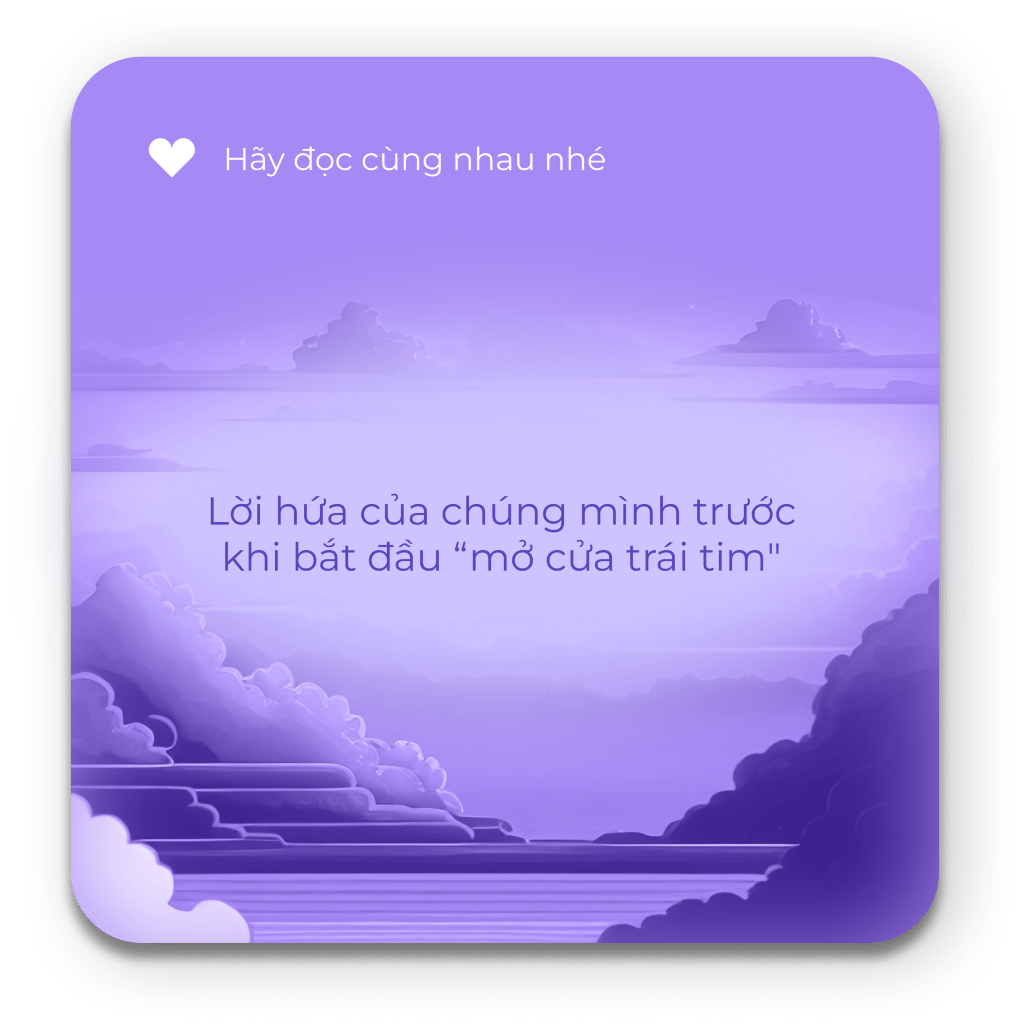 Hãy đọc cùng nhau nhé
Lời hứa của chúng mình trước
khi bắt đầu “mở cửa trái tim"